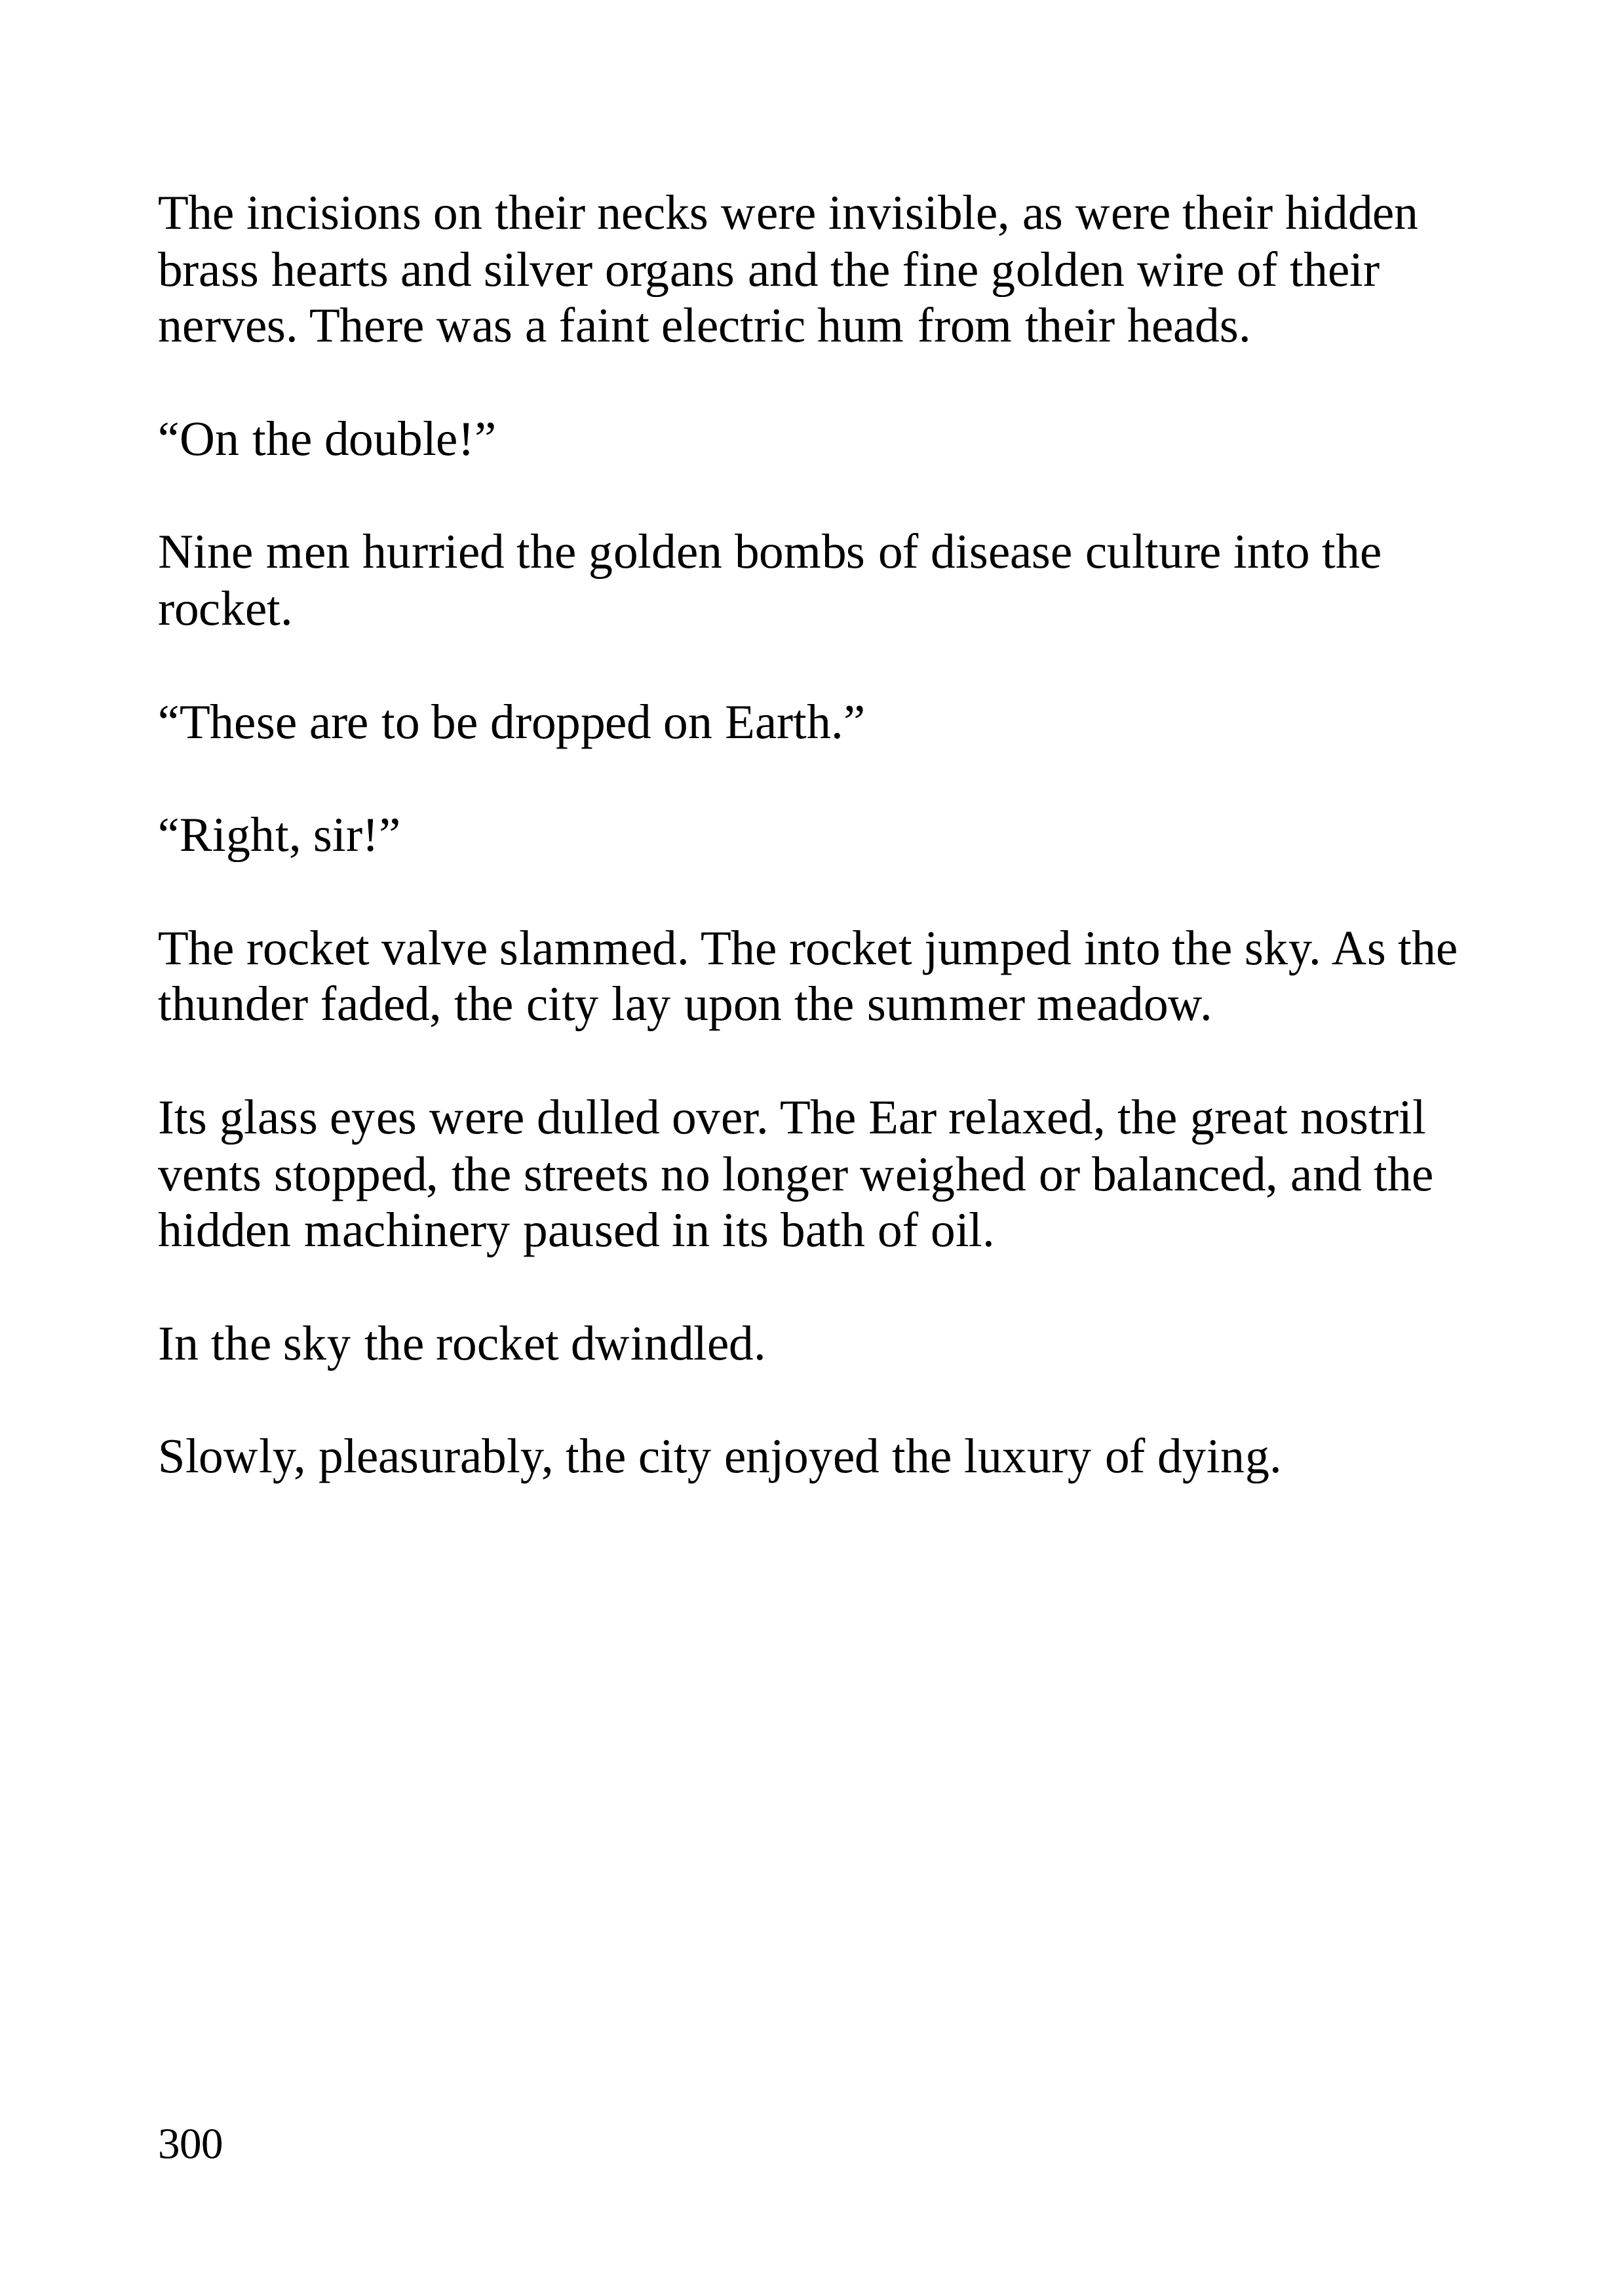 The incisions on their necks were invisible, as were their hidden
brass hearts and silver organs and the fine golden wire of their
nerves. There was a faint electric hum from their heads.
“On the double!”
Nine men hurried the golden bombs of disease culture into the
rocket.
“These are to be dropped on Earth.”
“Right, sir!”
The rocket valve slammed. The rocket jumped into the sky. As the
thunder faded, the city lay upon the summer meadow.
Its glass eyes were dulled over. The Ear relaxed, the great nostril
vents stopped, the streets no longer weighed or balanced, and the
hidden machinery paused in its bath of oil.
In the sky the rocket dwindled.
Slowly, pleasurably, the city enjoyed the luxury of dying.
300